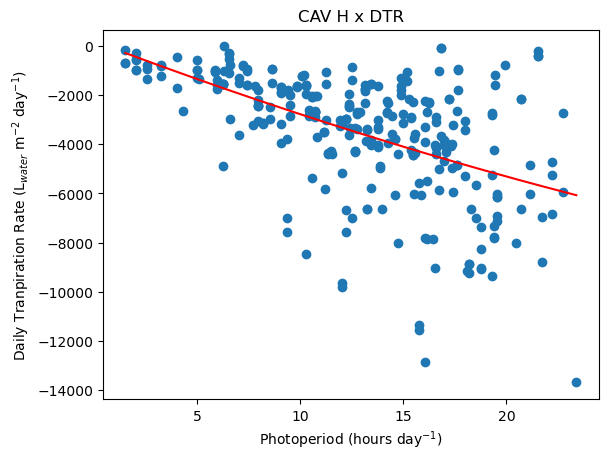 CAV H x DTR
Daily Tranpiration Rate (L$_{water}$ m$^{-2}$ day$^{-1}$)
0
−2000
−4000
−6000
−8000
−10000
−12000
−14000
5 10 15 20
Photoperiod (hours day$^{-1}$)